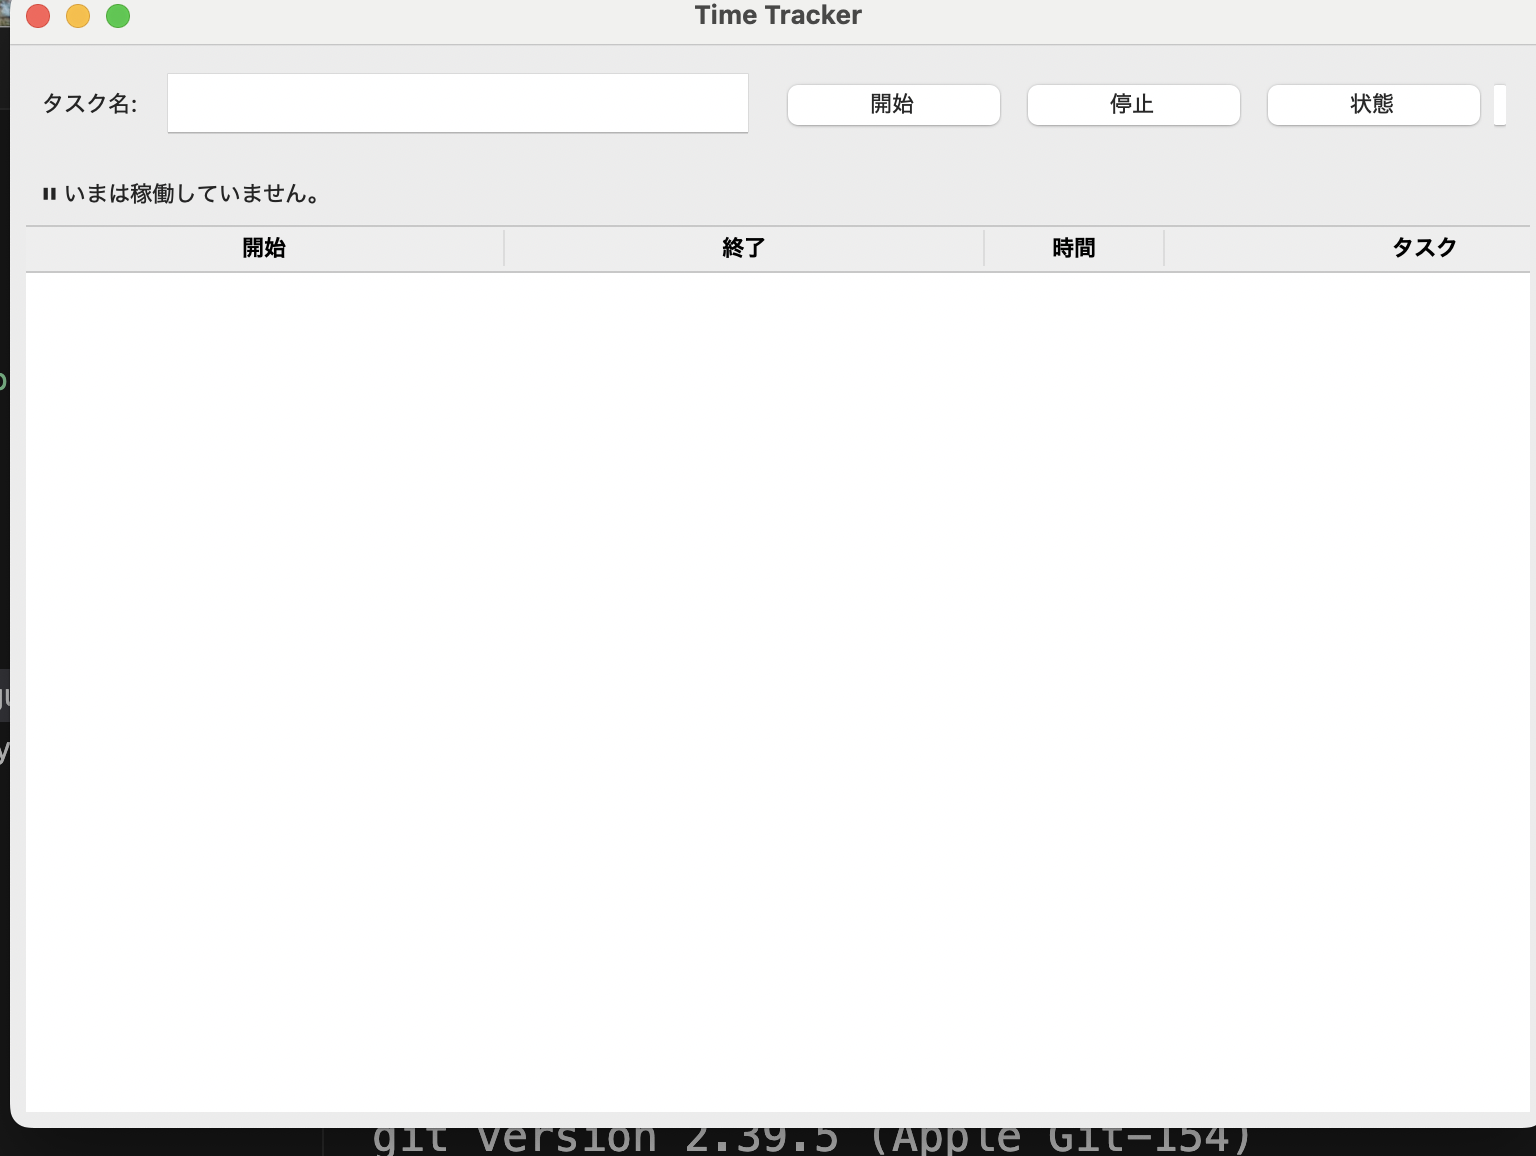 Time Tracker
タスク名: 開始 停止 状態
⏸ いまは稼働していません。
開始 終了 時間 タスク
git version 2.39.5 (Apple Git-154)